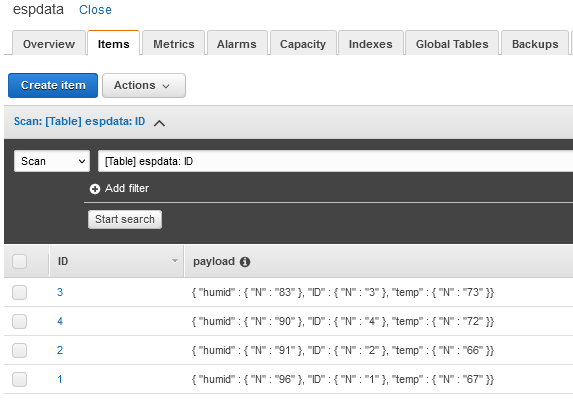 espdata Close
Overview Items Metrics Alarms Capacity Indexes Global Tables Backups
Create item Actions
Scan: [Table] espdata: ID
Scan [Table] espdata: ID
Add filter
Start search
ID payload
3 { "humid" : { "N" : "83" }, "ID" : { "N" : "3" }, "temp" : { "N" : "73" }}
4 { "humid" : { "N" : "90" }, "ID" : { "N" : "4" }, "temp" : { "N" : "72" }}
2 { "humid" : { "N" : "91" }, "ID" : { "N" : "2" }, "temp" : { "N" : "66" }}
1 { "humid" : { "N" : "96" }, "ID" : { "N" : "1" }, "temp" : { "N" : "67" }}